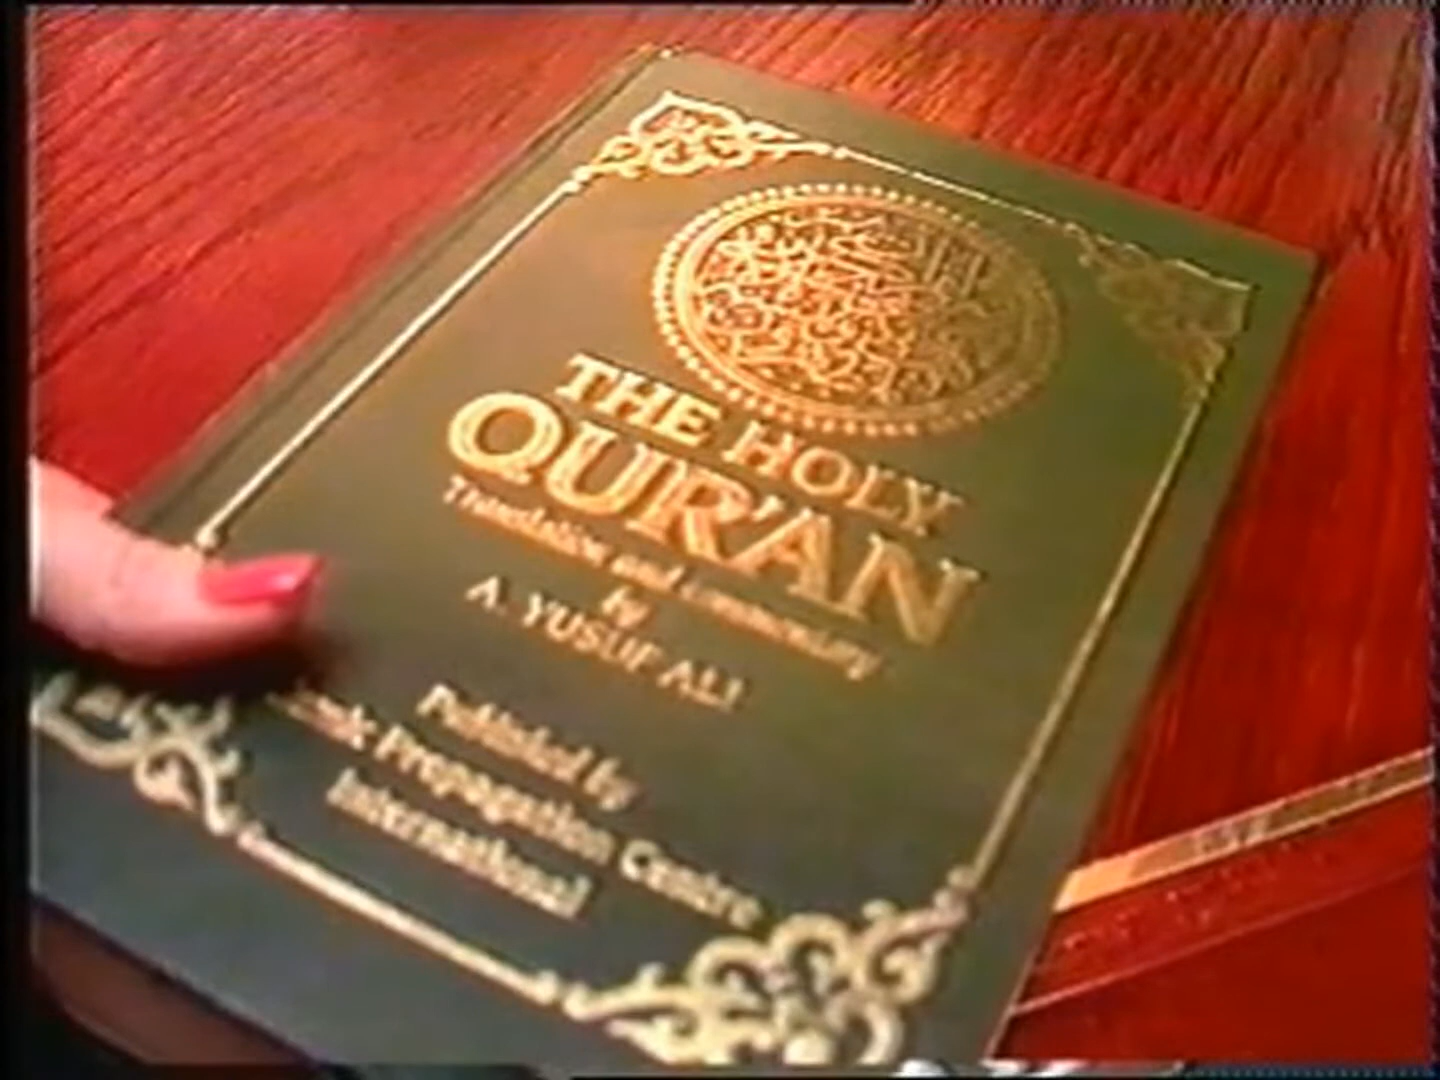 THE HOLY
QUR'AN
Translation and Commentary
by
A. YUSUF ALI
Published by
Propagation Centre
International